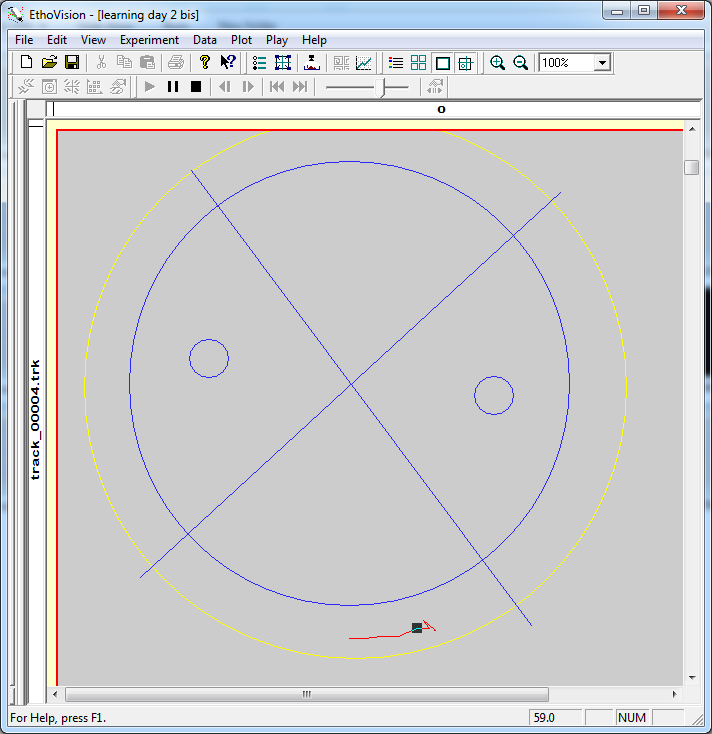 EthoVision - [learning day 2 bis]
File Edit View Experiment Data Plot Play Help
100%
O
track_00004.trk
For Help, press F1.
59.0
NUM